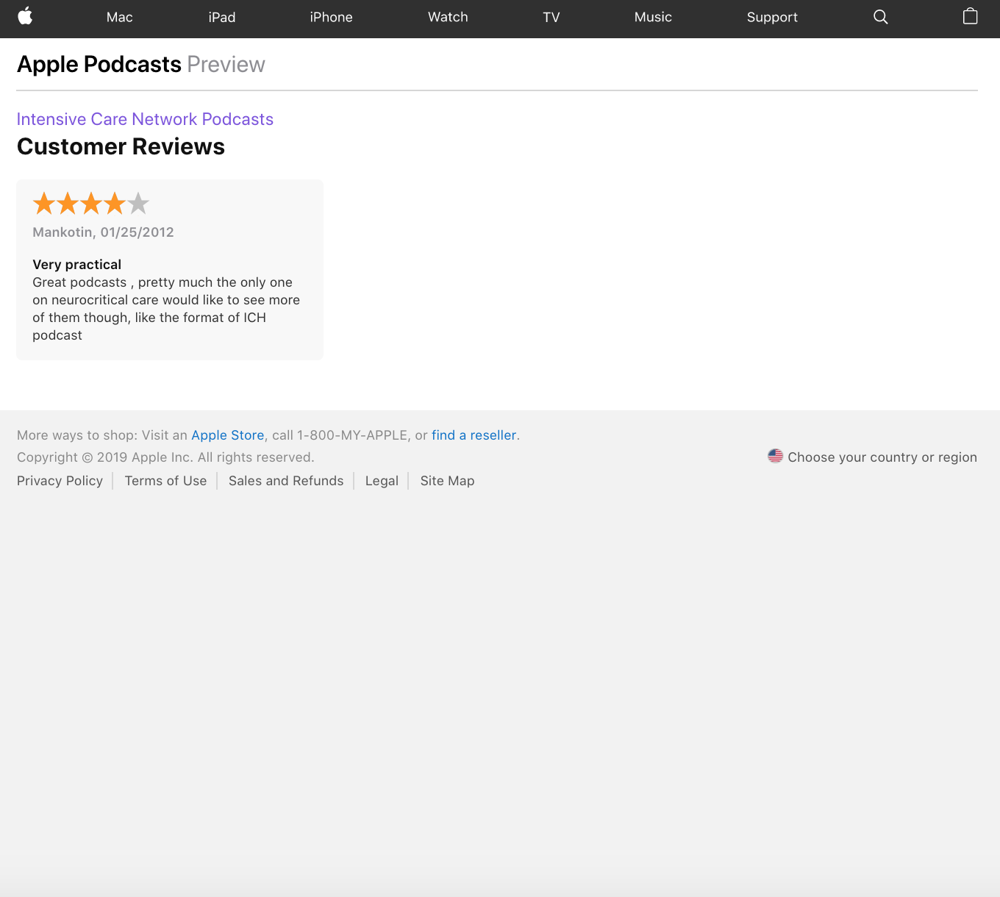 Mac iPad iPhone Watch TV Music Support
Apple Podcasts Preview
Intensive Care Network Podcasts
Customer Reviews
Mankotin, 01/25/2012
Very practical
Great podcasts , pretty much the only one
on neurocritical care would like to see more
of them though, like the format of ICH
podcast
More ways to shop: Visit an Apple Store, call 1-800-MY-APPLE, or find a reseller.
Copyright © 2019 Apple Inc. All rights reserved.
Choose your country or region
Privacy Policy Terms of Use Sales and Refunds Legal Site Map